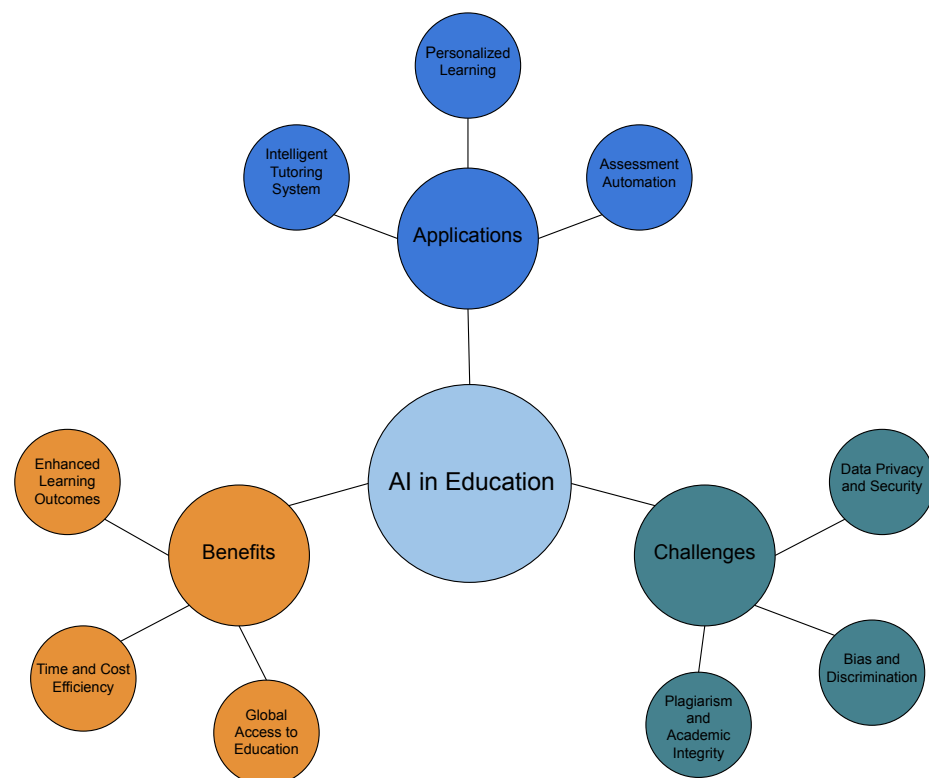 Personalized
Learning
Intelligent
Tutoring
System
Assessment
Automation
Applications
AI in Education
Enhanced
Learning
Outcomes
Benefits
Time and Cost
Efficiency
Global
Access to
Education
Challenges
Data Privacy
and Security
Bias and
Discrimination
Plagiarism
and
Academic
Integrity